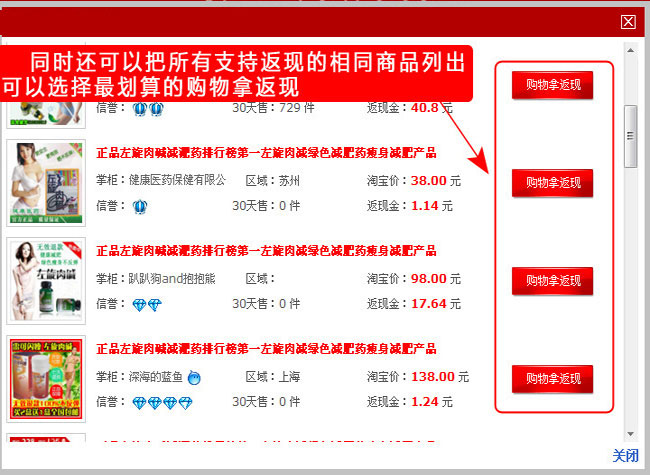 同时还可以把所有支持返现的相同商品列出
可以选择最划算的购物拿返现
信誉： 30天售：729 件 返现金：40.8 元
购物拿返现
正品左旋肉碱减灑药排行榜第一左旋肉减绿色减肥药瘦身减肥产品
掌柜：健康医药保健有限公 区域：苏州 淘宝价：38.00 元
购物拿返现
信誉： 30天售：0 件 返现金：1.14 元
正品左旋肉碱减灑药排行榜第一左旋肉减绿色减肥药瘦身减肥产品
无效退款
左旋肉碱
掌柜：趴趴狗and抱抱熊 区域： 淘宝价：98.00 元
购物拿返现
信誉： 30天售：0 件 返现金：17.64 元
正品左旋肉碱减灑药排行榜第一左旋肉减绿色减肥药瘦身减肥产品
掌柜：深海的蓝鱼 区域：上海 淘宝价：138.00 元
购物拿返现
信誉： 30天售：0 件 返现金：1.24 元
关闭